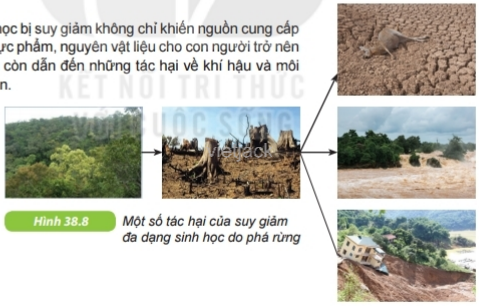 học bị suy giảm không chỉ khiến nguồn cung cấp
ực phẩm, nguyên vật liệu cho con người trở nên
còn dẫn đến những tác hại về khí hậu và môi
n.
KẾT NỐI TRI THỨC
VỚI CUỘC SỐNG
Hình 38.8 Một số tác hại của suy giảm
đa dạng sinh học do phá rừng